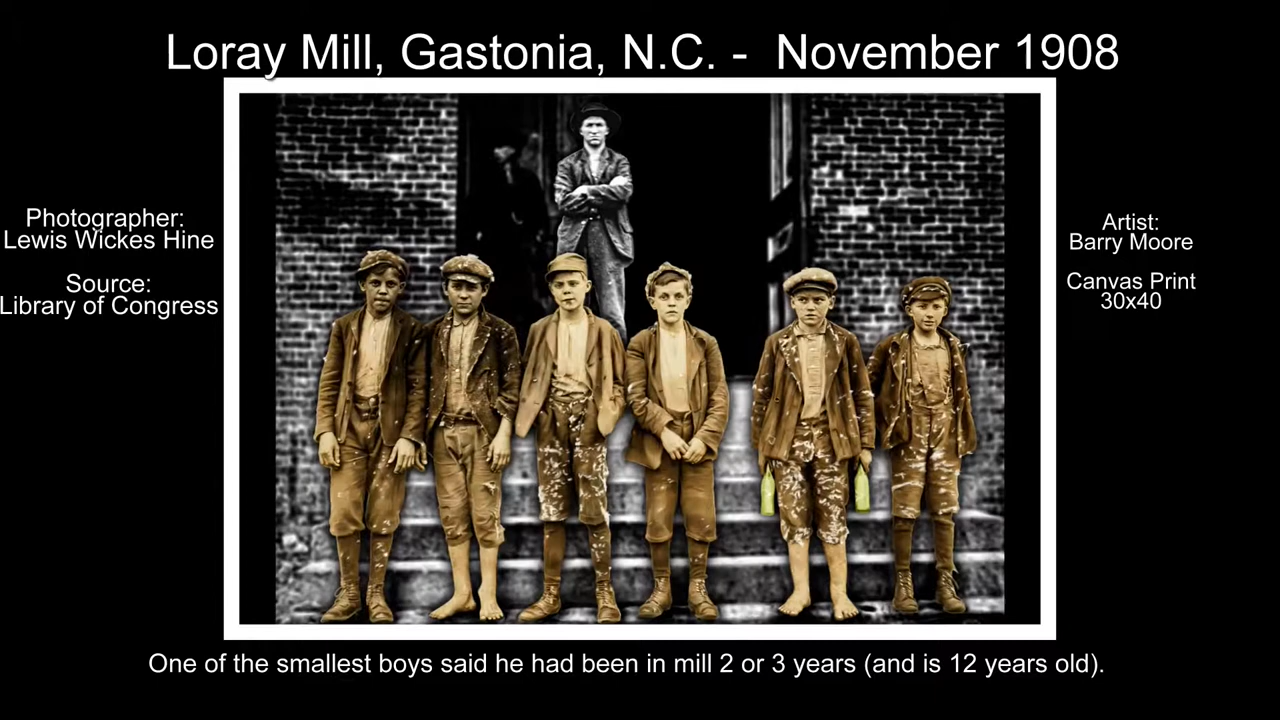 Loray Mill, Gastonia, N.C. - November 1908
Photographer:
Lewis Wickes Hine
Source:
Library of Congress
Artist:
Barry Moore
Canvas Print
30x40
One of the smallest boys said he had been in mill 2 or 3 years (and is 12 years old).